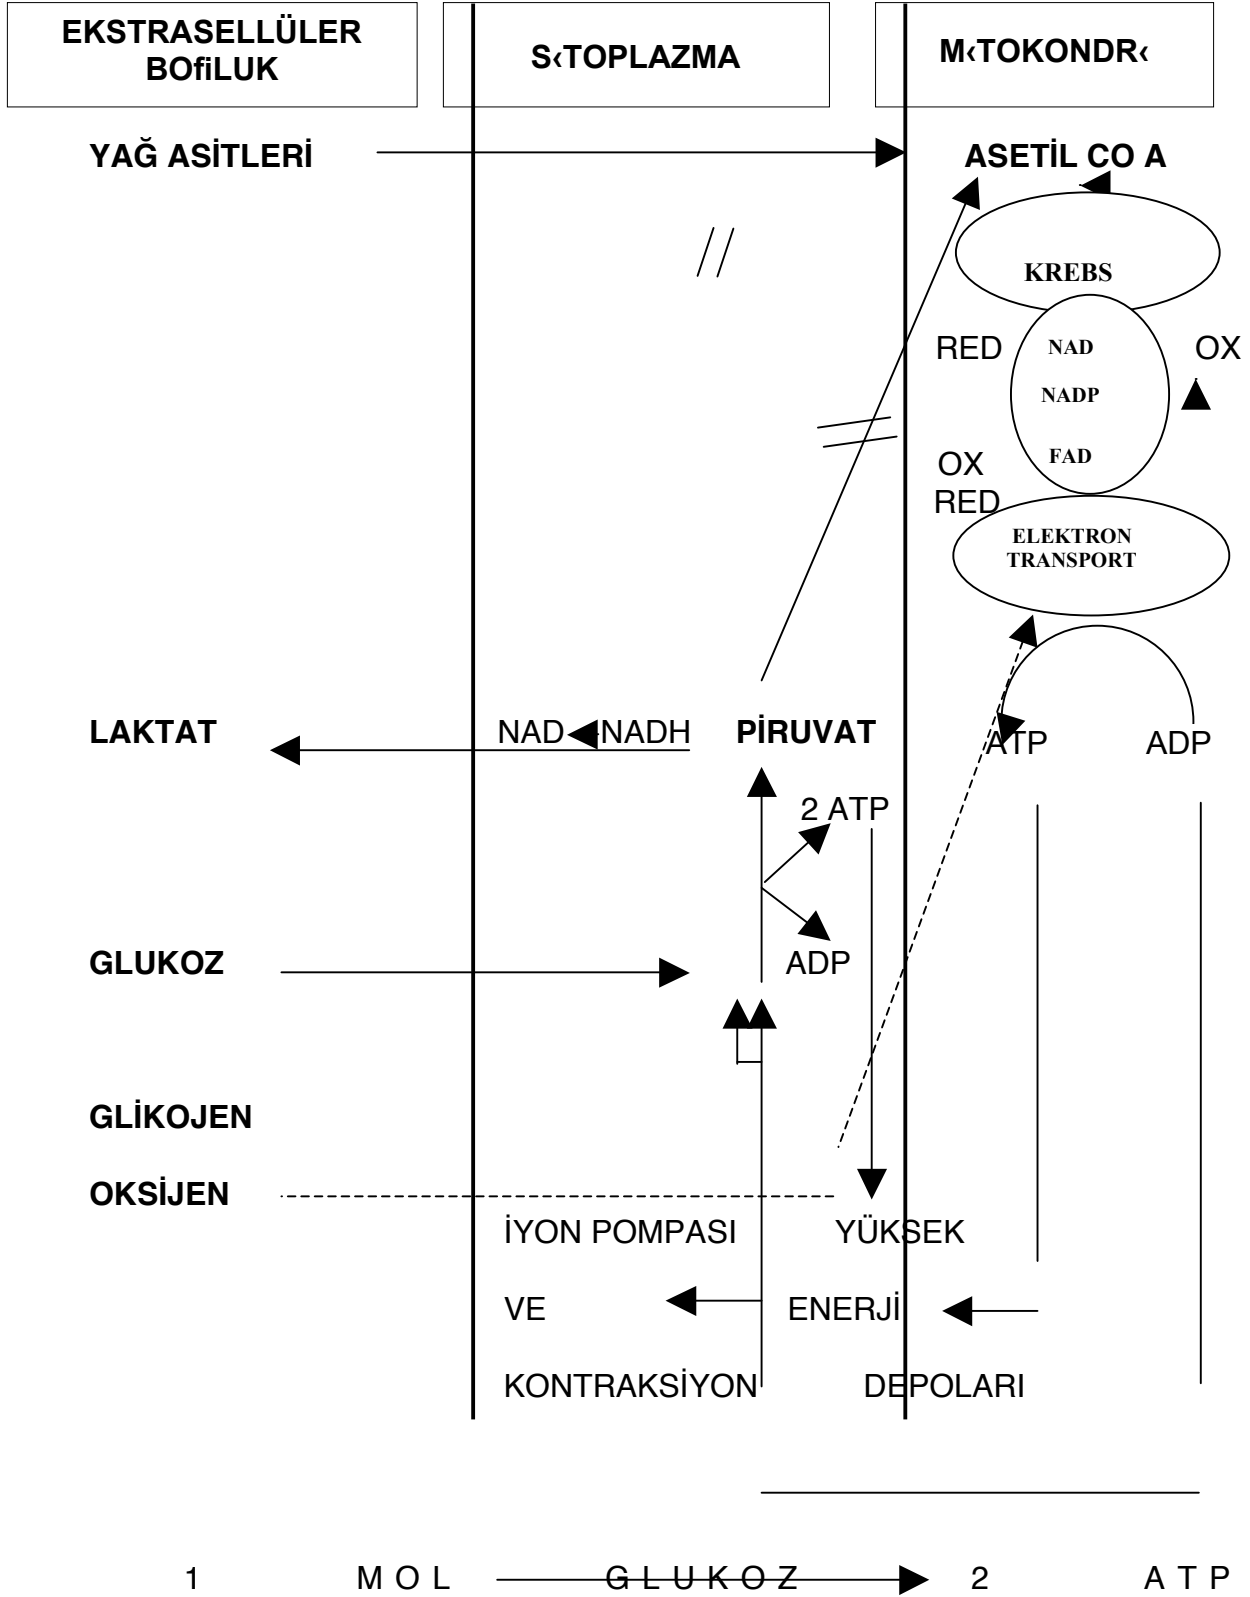 EKSTRASELLÜLER
BOfiLUK
S‹TOPLAZMA
M‹TOKONDR‹
YAĞ ASİTLERİ
ASETİL CO A
KREBS
RED
NAD
OX
NADP
FAD
OX
RED
ELEKTRON
TRANSPORT
LAKTAT
NAD
NADH
PİRUVAT
ATP
ADP
2 ATP
GLUKOZ
ADP
GLİKOJEN
OKSİJEN
İYON POMPASI
YÜKSEK
VE
ENERJİ
KONTRAKSİYON
DEPOLARI
1 MOL GLUKOZ 2 ATP